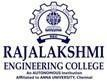 RAJALAKSHMI
ENGINEERING COLLEGE
An AUTONOMOUS Institution
Affiliated to ANNA UNIVERSITY, Chennai